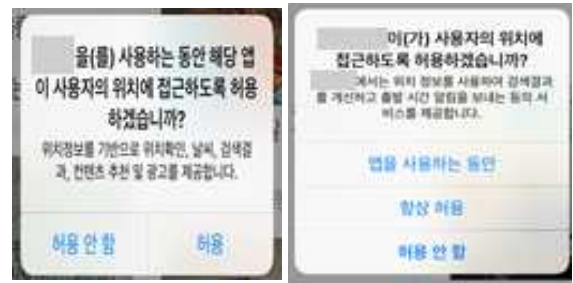 을(를) 사용
하는 동안 해당 앱
이 사용자의 위치에 접근하도록 허용
하겠습니까?
위치정보를 기반으로 위치확인, 날씨, 검색결
과, 컨텐츠 추천 및 광고를 제공합니다.
허용 안 함
허용
이(가) 사용자의 위치에
접근하도록 허용하겠습니까?
에서는 위치 정보를 사용하여 검색결과
를 개선하고 출발 시간 알림을 보내는 등의 서
비스를 제공합니다.
앱을 사용하는 동안
항상 허용
허용 안 함